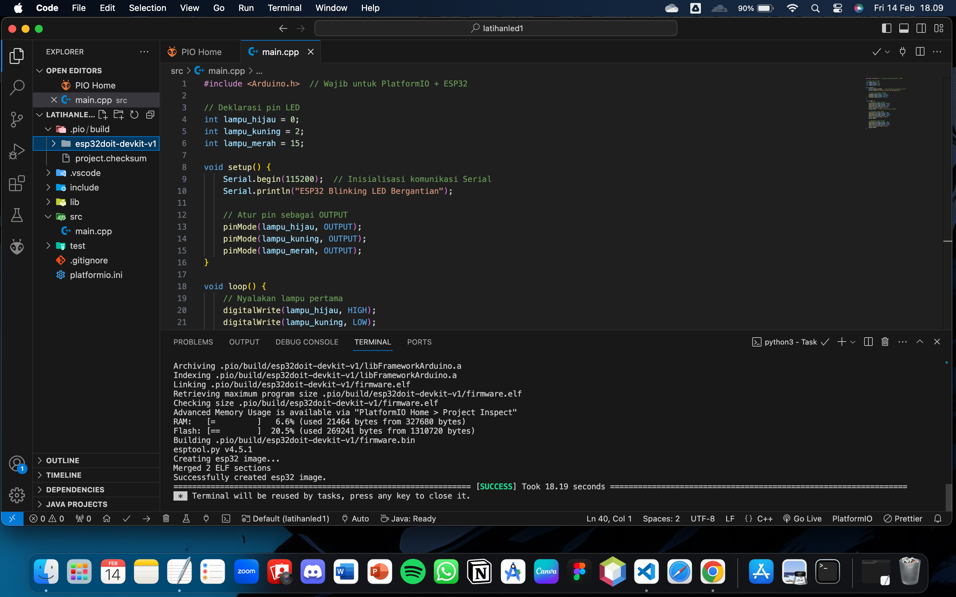 Code File Edit Selection View Go Run Terminal Window Help
90% Fri 14 Feb 18.09
latihanled1
EXPLORER
OPEN EDITORS
PIO Home
main.cpp src
LATIHANLE...
.pio/build
esp32doit-devkit-v1
project.checksum
.vscode
include
lib
src
main.cpp
test
.gitignore
platformio.ini
OUTLINE
TIMELINE
DEPENDENCIES
JAVA PROJECTS
PIO Home
main.cpp
src > main.cpp > ...
1 #include <Arduino.h>  // Wajib untuk PlatformIO + ESP32
2
3 // Deklarasi pin LED
4 int lampu_hijau = 0;
5 int lampu_kuning = 2;
6 int lampu_merah = 15;
7
8 void setup() {
9 Serial.begin(115200);  // Inisialisasi komunikasi Serial
10 Serial.println("ESP32 Blinking LED Bergantian");
11
12 // Atur pin sebagai OUTPUT
13 pinMode(lampu_hijau, OUTPUT);
14 pinMode(lampu_kuning, OUTPUT);
15 pinMode(lampu_merah, OUTPUT);
16 }
17
18 void loop() {
19 // Nyalakan lampu pertama
20 digitalWrite(lampu_hijau, HIGH);
21 digitalWrite(lampu_kuning, LOW);
PROBLEMS OUTPUT DEBUG CONSOLE TERMINAL PORTS
python3 - Task
Archiving .pio/build/esp32doit-devkit-v1/libFrameworkArduino.a
Indexing .pio/build/esp32doit-devkit-v1/libFrameworkArduino.a
Linking .pio/build/esp32doit-devkit-v1/firmware.elf
Retrieving maximum program size .pio/build/esp32doit-devkit-v1/firmware.elf
Checking size .pio/build/esp32doit-devkit-v1/firmware.elf
Advanced Memory Usage is available via "PlatformIO Home > Project Inspect"
RAM:   [=         ]   6.6% (used 21464 bytes from 327680 bytes)
Flash: [==        ]  20.5% (used 269241 bytes from 1310720 bytes)
Building .pio/build/esp32doit-devkit-v1/firmware.bin
esptool.py v4.5.1
Creating esp32 image...
Merged 2 ELF sections
Successfully created esp32 image.
[SUCCESS] Took 18.19 seconds
* Terminal will be reused by tasks, press any key to close it.
1
0 0 0 Default (latihanled1) Auto Java: Ready
Ln 40, Col 1 Spaces: 2 UTF-8 LF {} C++ Go Live PlatformIO Prettier
FEB
14
zoom
W
P
N
Canva